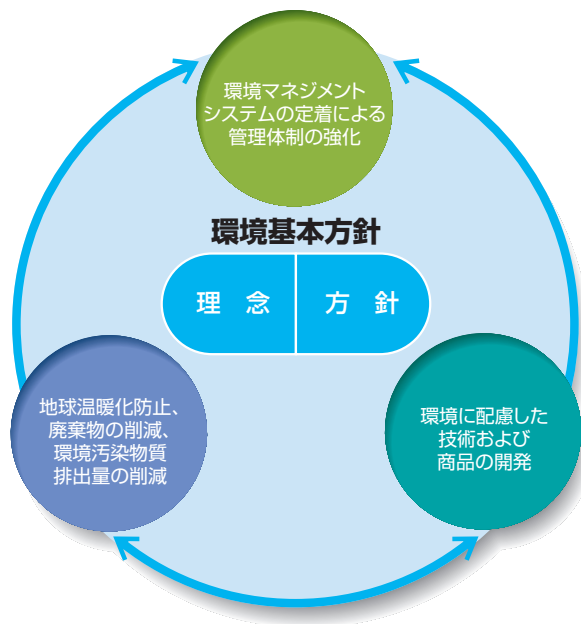 環境マネジメント
システムの定着による
管理体制の強化
環境基本方針
理念
方針
地球温暖化防止、
廃棄物の削減、
環境汚染物質
排出量の削減
環境に配慮した
技術および
商品の開発